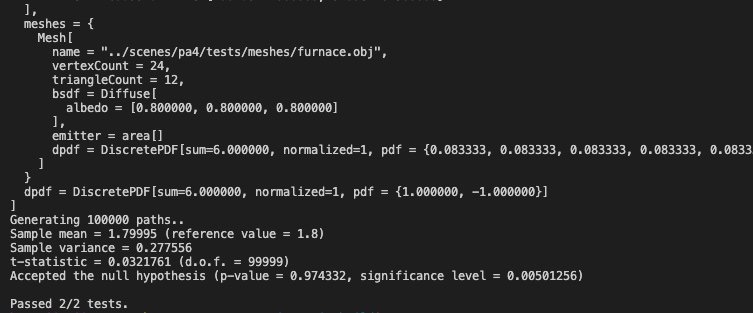 ],
meshes = {
Mesh[
name = "../scenes/pa4/tests/meshes/furnace.obj",
vertexCount = 24,
triangleCount = 12,
bsdf = Diffuse[
albedo = [0.800000, 0.800000, 0.800000]
],
emitter = area[]
dpdf = DiscretePDF[sum=6.000000, normalized=1, pdf = {0.083333, 0.083333, 0.083333, 0.083333, 0.0833
]
}
dpdf = DiscretePDF[sum=6.000000, normalized=1, pdf = {1.000000, -1.000000}]
]
Generating 100000 paths..
Sample mean = 1.79995 (reference value = 1.8)
Sample variance = 0.277556
t-statistic = 0.0321761 (d.o.f. = 99999)
Accepted the null hypothesis (p-value = 0.974332, significance level = 0.00501256)
Passed 2/2 tests.